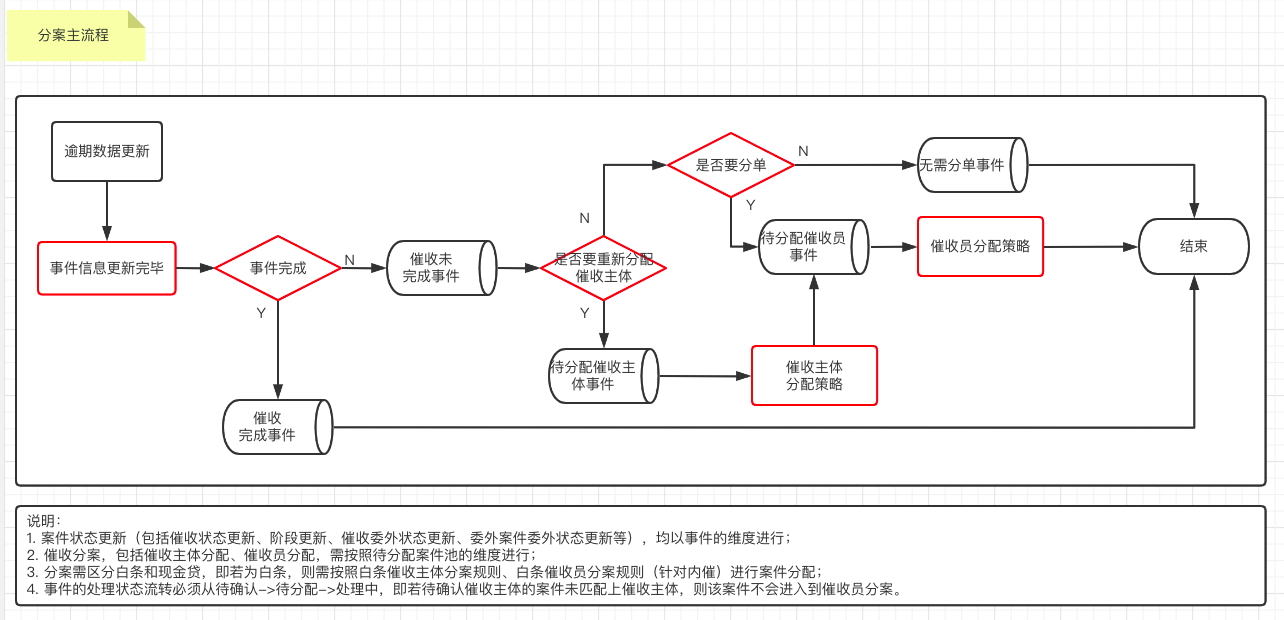 分案主流程
逾期数据更新
事件信息更新完毕
事件完成
N
Y
催收未
完成事件
催收
完成事件
是否要重新分配
催收主体
N
Y
待分配催收主
体事件
催收主体
分配策略
是否要分单
N
Y
待分配催收员
事件
催收员分配策略
无需分单事件
结束
说明：
1. 案件状态更新（包括催收状态更新、阶段更新、催收委外状态更新、委外案件委外状态更新等），均以事件的维度进行；
2. 催收分案，包括催收主体分配、催收员分配，需按照待分配案件池的维度进行；
3. 分案需区分白条和现金贷，即若为白条，则需按照白条催收主体分案规则、白条催收员分案规则（针对内催）进行案件分配；
4. 事件的处理状态流转必须从待确认->待分配->处理中，即若待确认催收主体的案件未匹配上催收主体，则该案件不会进入到催收员分案。